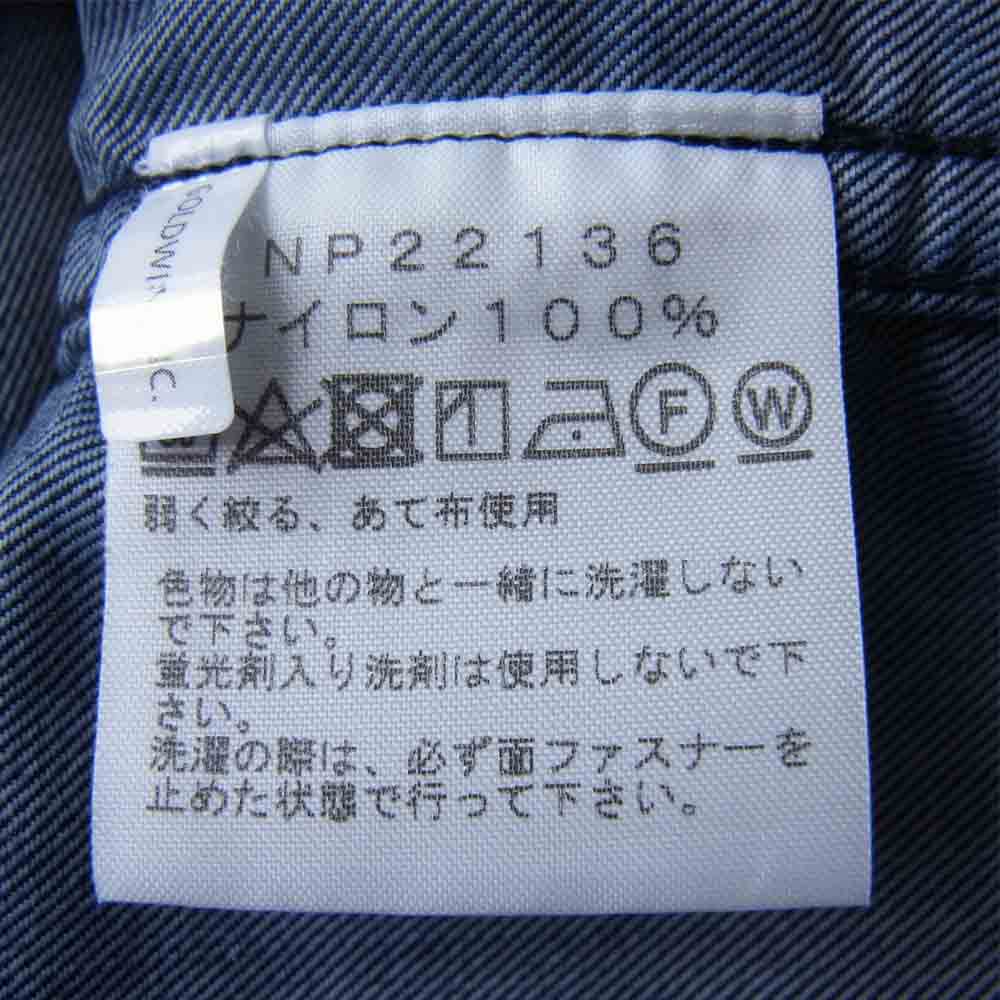 NP22136
ナイロン100%
F W
弱く絞る、あて布使用
色物は他の物と一緒に洗濯しない
で下さい。
蛍光剤入り洗剤は使用しないで下
さい。
洗濯の際は、必ず面ファスナーを
止めた状態で行って下さい。